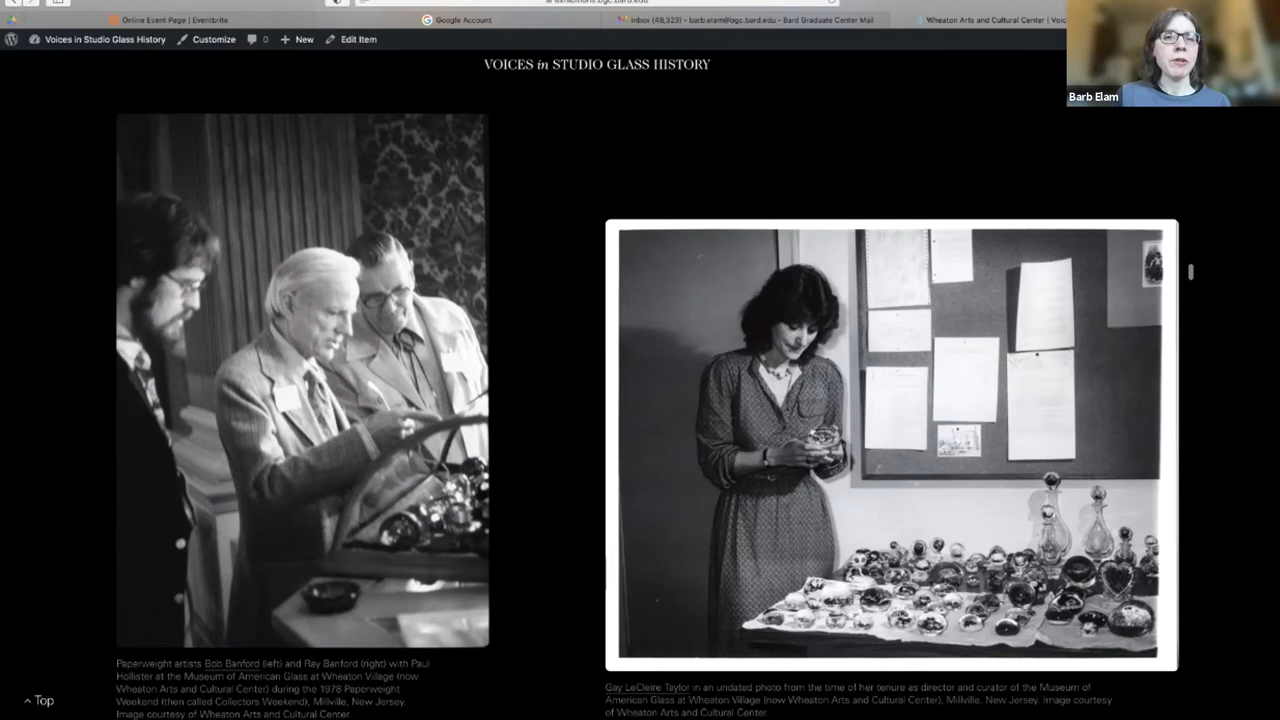 exhibitions.bgc.bard.edu
Online Event Page | Eventbrite
Google Account
Inbox (48,323) - barb.elam@bgc.bard.edu - Bard Graduate Center Mail
Wheaton Arts and Cultural Center | Voic
Voices in Studio Glass History
Customize
0
New
Edit Item
VOICES in STUDIO GLASS HISTORY
Barb Elam
Paperweight artists Bob Banford (left) and Ray Banford (right) with Paul
Hollister at the Museum of American Glass at Wheaton Village (now
Wheaton Arts and Cultural Center) during the 1978 Paperweight
Weekend (then called Collectors Weekend), Millville, New Jersey.
Image courtesy of Wheaton Arts and Cultural Center.
Gay LeCleire Taylor in an undated photo from the time of her tenure as director and curator of the Museum of
American Glass at Wheaton Village (now Wheaton Arts and Cultural Center), Millville, New Jersey. Image courtesy
of Wheaton Arts and Cultural Center.
Top